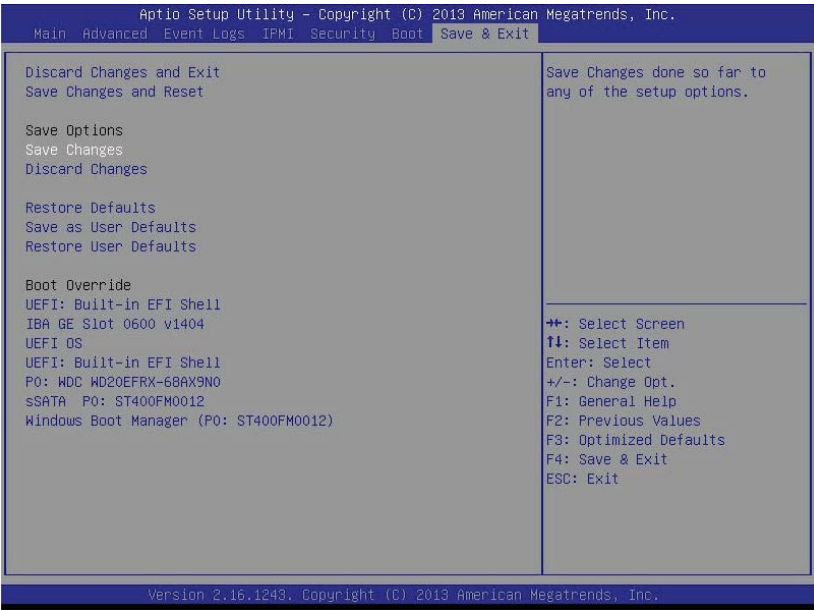 Aptio Setup Utility – Copyright (C) 2013 American Megatrends, Inc.
Main Advanced Event Logs IPMI Security Boot Save & Exit
Discard Changes and Exit
Save Changes and Reset
Save Options
Save Changes
Discard Changes
Restore Defaults
Save as User Defaults
Restore User Defaults
Boot Override
UEFI: Built-in EFI Shell
IBA GE Slot 0600 v1404
UEFI OS
UEFI: Built-in EFI Shell
P0: WDC WD20EFRX-68AX9N0
sSATA P0: ST400FM0012
Windows Boot Manager (P0: ST400FM0012)
Save Changes done so far to
any of the setup options.
→←: Select Screen
↑↓: Select Item
Enter: Select
+/-: Change Opt.
F1: General Help
F2: Previous Values
F3: Optimized Defaults
F4: Save & Exit
ESC: Exit
Version 2.16.1243. Copyright (C) 2013 American Megatrends, Inc.